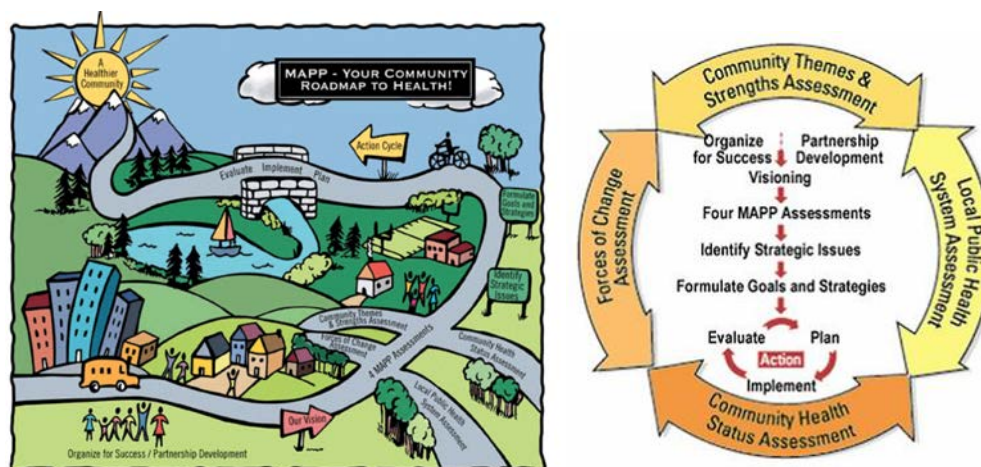 A
Healthier
Community
MAPP - YOUR COMMUNITY
ROADMAP TO HEALTH!
Action Cycle
Evaluate Implement Plan
Formulate
Goals and
Strategies
Identify
Strategic
Issues
Community Themes
& Strengths Assessment
Forces of Change
Assessment
4 MAPP Assessments
Community Health
Status Assessment
Local Public Health
System Assessment
Our Vision
Organize for Success / Partnership Development
Community Themes &
Strengths Assessment
Organize
for Success
Partnership
Development
Visioning
Four MAPP Assessments
Identify Strategic Issues
Formulate Goals and Strategies
Evaluate
Plan
Action
Implement
Forces of Change
Assessment
Local Public Health
System Assessment
Community Health
Status Assessment